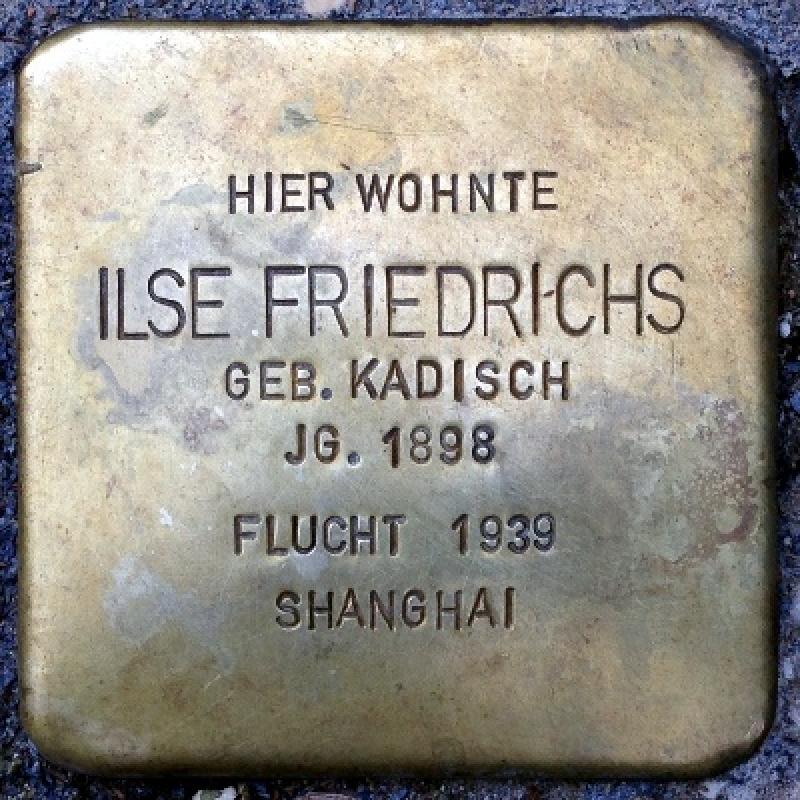 HIER WOHNTE
ILSE FRIEDRICHS
GEB. KADISCH
JG. 1898
FLUCHT 1939
SHANGHAI